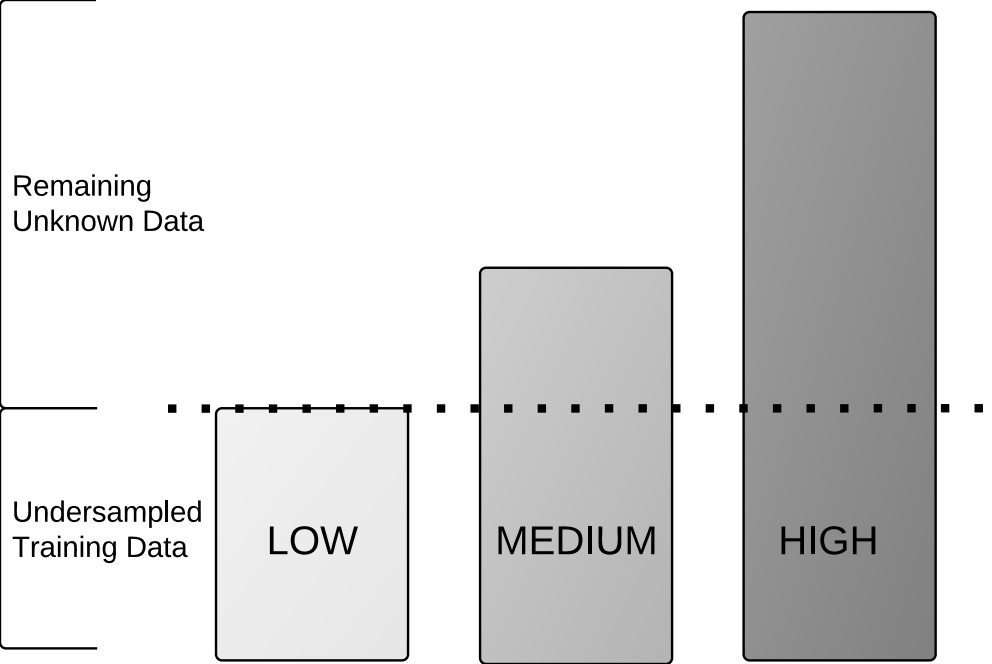 Remaining
Unknown Data
Undersampled
Training Data
LOW
MEDIUM
HIGH